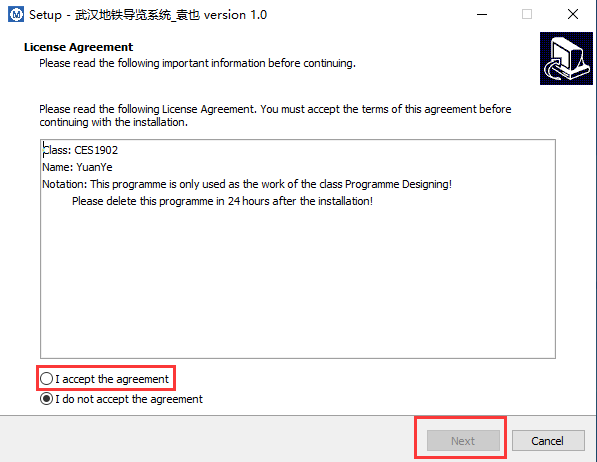 Setup - 武汉地铁导览系统_袁也 version 1.0
License Agreement
Please read the following important information before continuing.
Please read the following License Agreement. You must accept the terms of this agreement before
continuing with the installation.
Class: CES1902
Name: YuanYe
Notation: This programme is only used as the work of the class Programme Designing!
Please delete this programme in 24 hours after the installation!
I accept the agreement
I do not accept the agreement
Next
Cancel